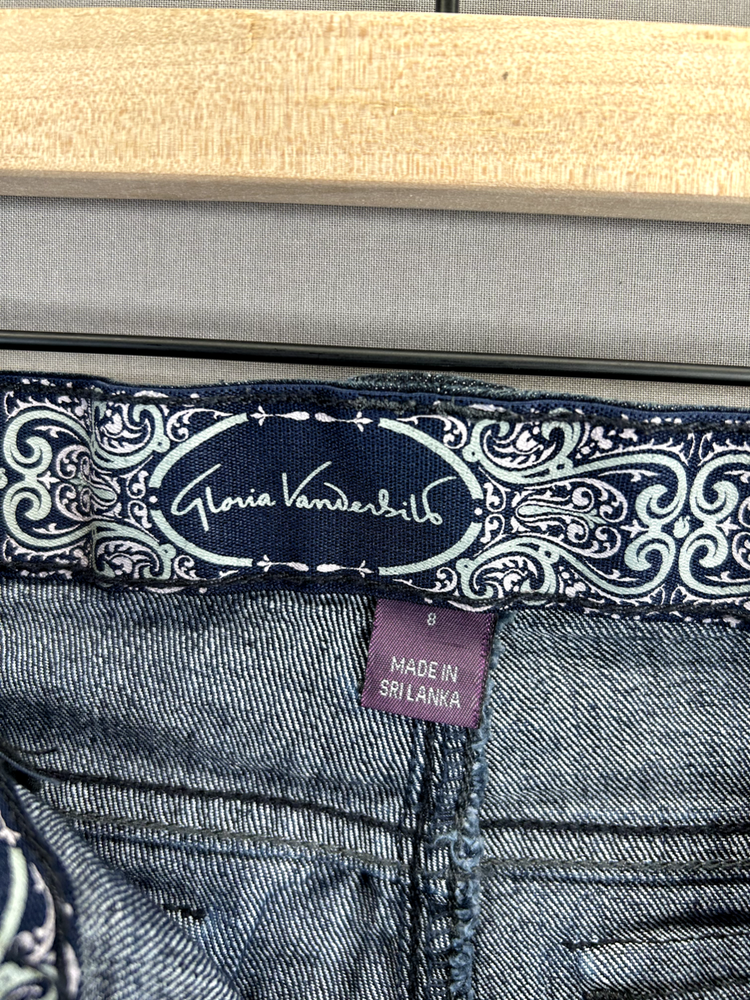 Gloria Vanderbilt
8
MADE IN
SRI LANKA